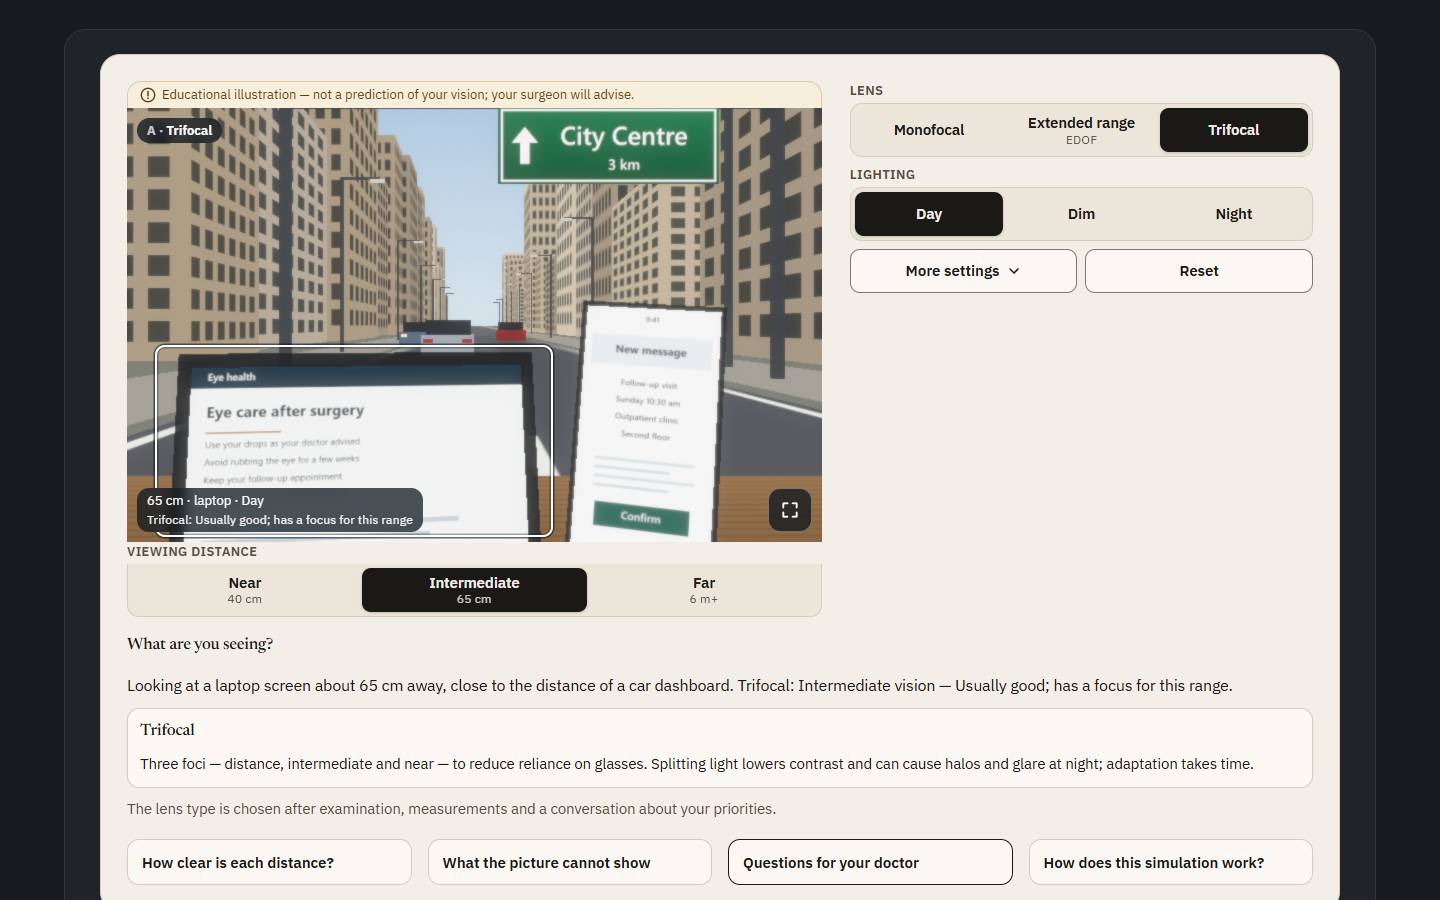 Educational illustration — not a prediction of your vision; your surgeon will advise.
A · Trifocal
City Centre
3 km
9:41
New message
Follow-up visit
Sunday 10:30 am
Outpatient clinic
Second floor
Confirm
Eye health
Eye care after surgery
Use your drops as your doctor advised
Avoid rubbing the eye for a few weeks
Keep your follow-up appointment
65 cm · laptop · Day
Trifocal: Usually good; has a focus for this range
VIEWING DISTANCE
Near
40 cm
Intermediate
65 cm
Far
6 m+
LENS
Monofocal
Extended range
EDOF
Trifocal
LIGHTING
Day
Dim
Night
More settings
Reset
What are you seeing?
Looking at a laptop screen about 65 cm away, close to the distance of a car dashboard. Trifocal: Intermediate vision — Usually good; has a focus for this range.
Trifocal
Three foci — distance, intermediate and near — to reduce reliance on glasses. Splitting light lowers contrast and can cause halos and glare at night; adaptation takes time.
The lens type is chosen after examination, measurements and a conversation about your priorities.
How clear is each distance?
What the picture cannot show
Questions for your doctor
How does this simulation work?